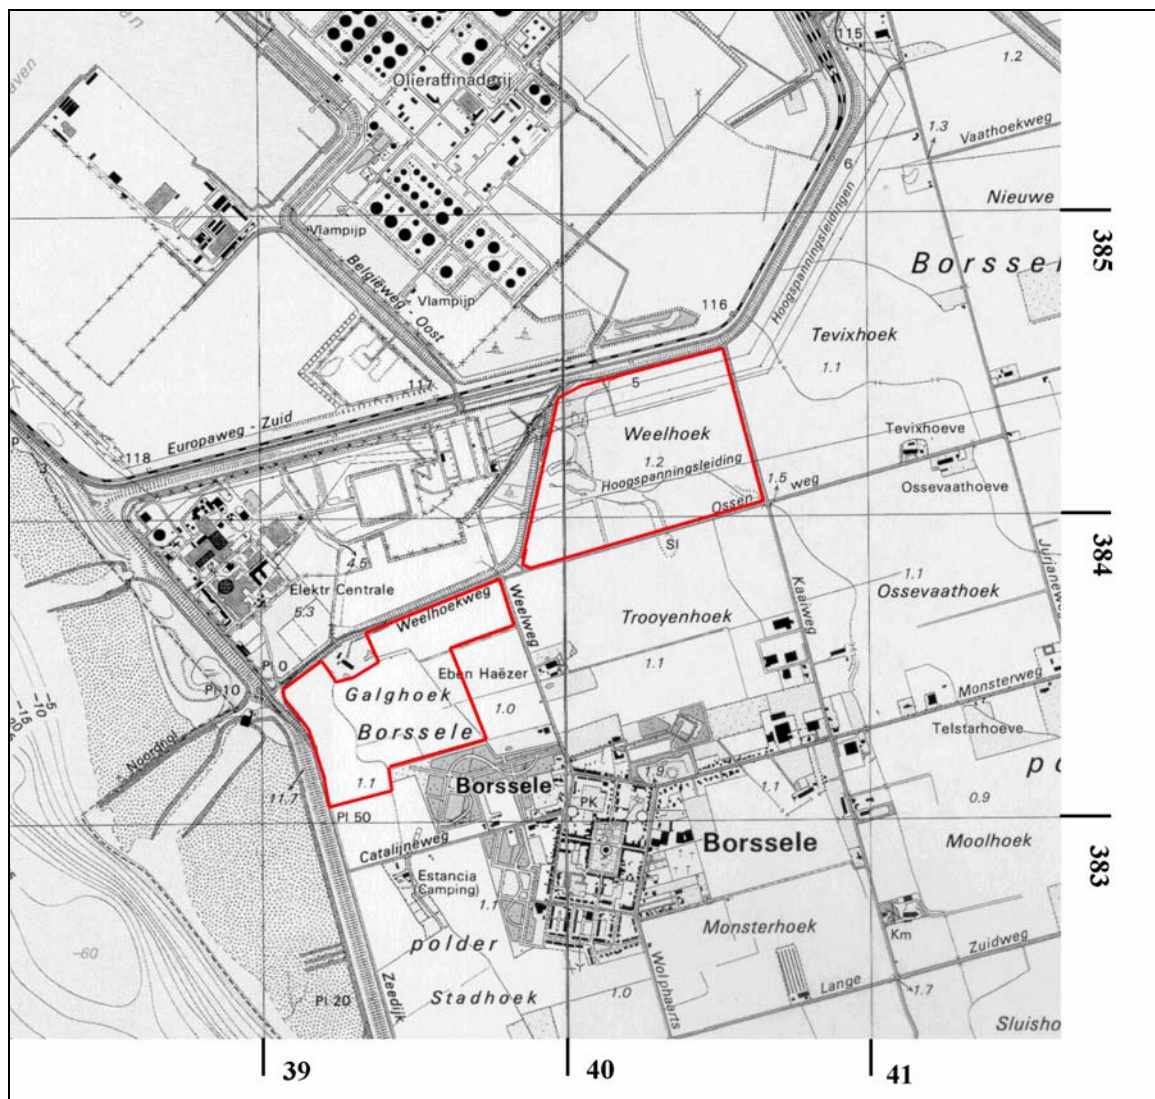 115
1.2
Olieraffinaderij
1.3
Vaathoekweg
6
Nieuwe
Hoogspanningsleidingen
385
Vlampijp
Belgiëweg - Oost
Vlampijp
116
Tevixhoek
1.1
117
5
Europaweg - Zuid
118
3
Weelhoek
1.2
Hoogspanningsleiding
Tevixhoeve
1.5
Ossen weg
Ossevaathoeve
384
Sl
4.5
Elektr Centrale
5.3
Weelhoekweg
Weelweg
Trooyenhoek
Kaaiweg
1.1
Ossevaathoek
Pl 0
Pl 10
Galghoek
Eben Haëzer
1.1
Monsterweg
1.0
Borssele
Telstarhoeve
Noordnol
11.7
1.1
Borssele
1.9
1.1
PK
0.9
Pl 50
Catalijneweg
Borssele
Moolhoek
383
Estancia
(Camping)
1.1
polder
Monsterhoek
Km
Zuidweg
-60
Lange
Wolphaarts
Pl 20
Zeedijk
Stadhoek
1.0
1.7
39
40
41